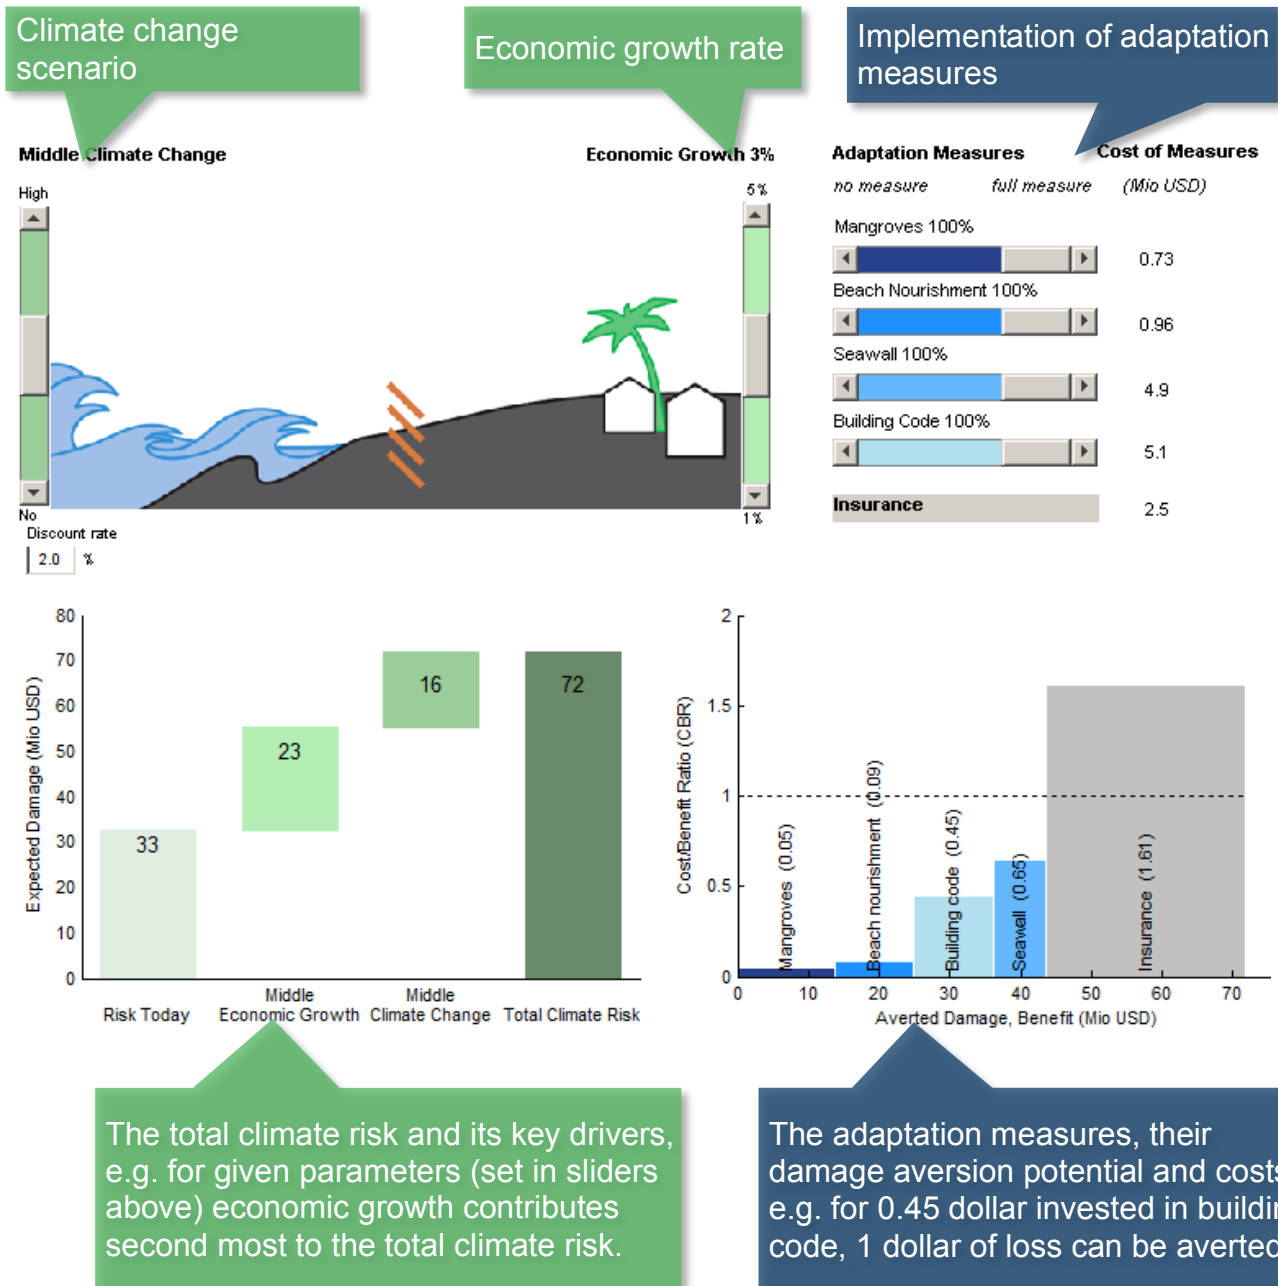 Climate change
scenario
Economic growth rate
Implementation of adaptation
measures
Middle Climate Change
Economic Growth 3%
High
5 %
No
1 %
Discount rate
2.0 %
Adaptation Measures
Cost of Measures
no measure
full measure
(Mio USD)
Mangroves 100%
0.73
Beach Nourishment 100%
0.96
Seawall 100%
4.9
Building Code 100%
5.1
Insurance
2.5
Expected Damage (Mio USD)
80
70
60
50
40
30
20
10
0
33
23
16
72
Risk Today
Middle
Economic Growth
Middle
Climate Change
Total Climate Risk
Cost/Benefit Ratio (CBR)
2
1.5
1
0.5
0
Mangroves (0.05)
Beach nourishment (0.09)
Building code (0.45)
Seawall (0.65)
Insurance (1.61)
0
10
20
30
40
50
60
70
Averted Damage, Benefit (Mio USD)
The total climate risk and its key drivers,
e.g. for given parameters (set in sliders
above) economic growth contributes
second most to the total climate risk.
The adaptation measures, their
damage aversion potential and costs
e.g. for 0.45 dollar invested in buildin
code, 1 dollar of loss can be averted